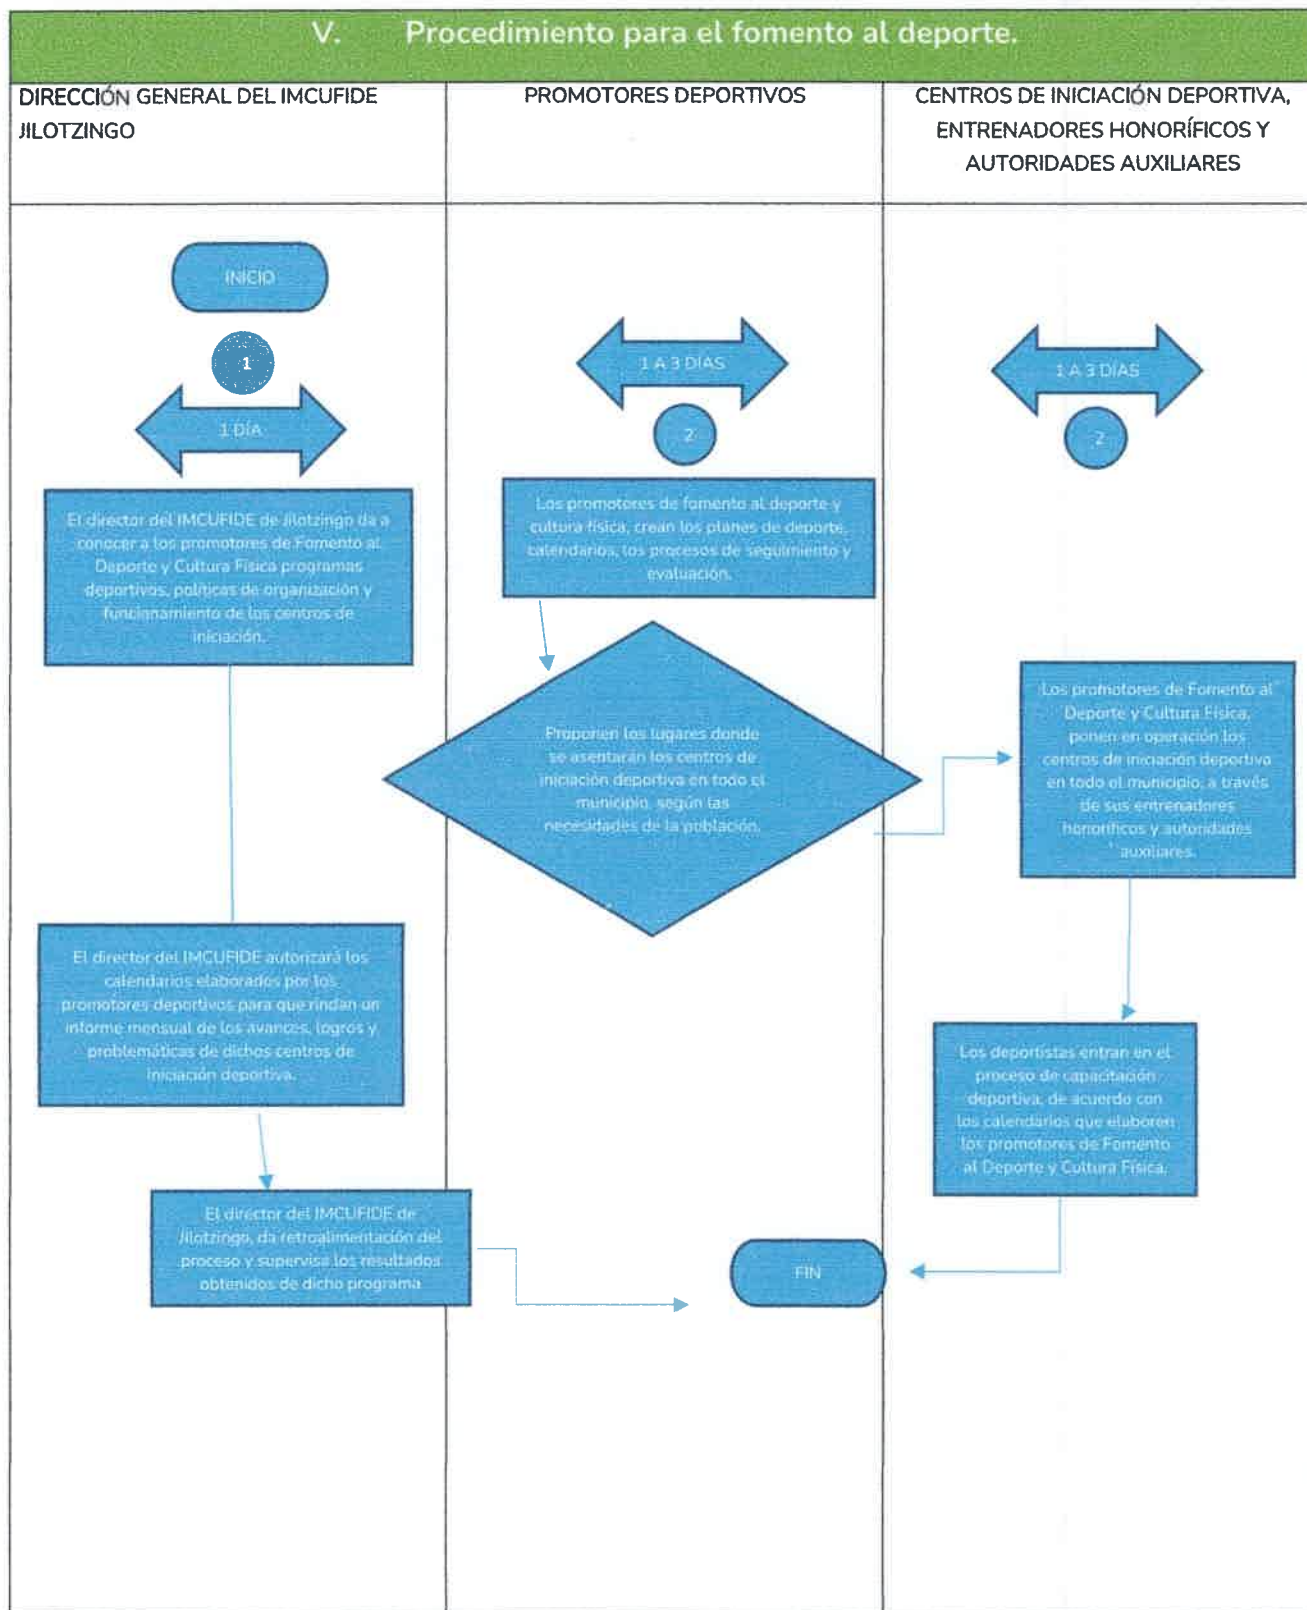 V. Procedimiento para el fomento al deporte.
DIRECCIÓN GENERAL DEL IMCUFIDE
JILOTZINGO
PROMOTORES DEPORTIVOS
CENTROS DE INICIACIÓN DEPORTIVA,
ENTRENADORES HONORÍFICOS Y
AUTORIDADES AUXILIARES
INICIO
1
1 DÍA
El director del IMCUFIDE de Jilotzingo da a
conocer a los promotores de Fomento al
Deporte y Cultura Física programas
deportivos, políticas de organización y
funcionamiento de los centros de
iniciación.
El director del IMCUFIDE autorizará los
calendarios elaborados por los
promotores deportivos para que rindan un
informe mensual de los avances, logros y
problemáticas de dichos centros de
iniciación deportiva.
El director del IMCUFIDE de
Jilotzingo, da retroalimentación del
proceso y supervisa los resultados
obtenidos de dicho programa
1 A 3 DÍAS
2
Los promotores de fomento al deporte y
cultura física, crean los planes de deporte,
calendarios, los procesos de seguimiento y
evaluación.
Proponen los lugares donde
se asentarán los centros de
iniciación deportiva en todo el
municipio, según las
necesidades de la población.
1 A 3 DÍAS
2
Los promotores de Fomento al
Deporte y Cultura Física,
ponen en operación los
centros de iniciación deportiva
en todo el municipio, a través
de sus entrenadores
honoríficos y autoridades
auxiliares.
Los deportistas entran en el
proceso de capacitación
deportiva, de acuerdo con
los calendarios que elaboren
los promotores de Fomento
al Deporte y Cultura Física.
FIN